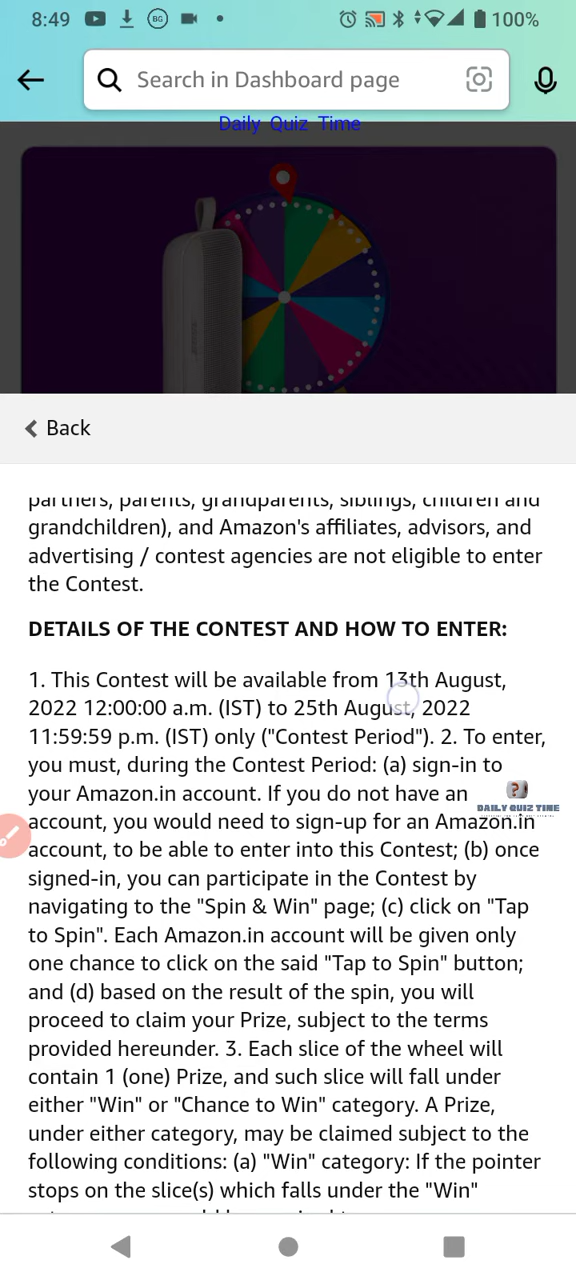 8:49
BG
100%
Search in Dashboard page
Daily Quiz Time
Back
partners, parents, grandparents, siblings, children and
grandchildren), and Amazon's affiliates, advisors, and
advertising / contest agencies are not eligible to enter
the Contest.
DETAILS OF THE CONTEST AND HOW TO ENTER:
1. This Contest will be available from 13th August,
2022 12:00:00 a.m. (IST) to 25th August, 2022
11:59:59 p.m. (IST) only ("Contest Period"). 2. To enter,
you must, during the Contest Period: (a) sign-in to
your Amazon.in account. If you do not have an
DAILY QUIZ TIME
account, you would need to sign-up for an Amazon.in
account, to be able to enter into this Contest; (b) once
signed-in, you can participate in the Contest by
navigating to the "Spin & Win" page; (c) click on "Tap
to Spin". Each Amazon.in account will be given only
one chance to click on the said "Tap to Spin" button;
and (d) based on the result of the spin, you will
proceed to claim your Prize, subject to the terms
provided hereunder. 3. Each slice of the wheel will
contain 1 (one) Prize, and such slice will fall under
either "Win" or "Chance to Win" category. A Prize,
under either category, may be claimed subject to the
following conditions: (a) "Win" category: If the pointer
stops on the slice(s) which falls under the "Win"